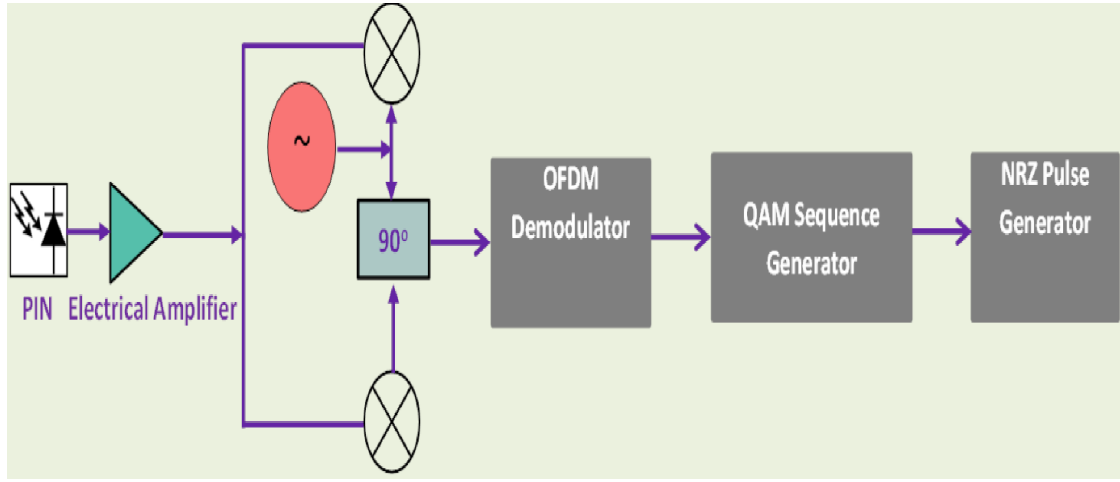 ~
90°
PIN
Electrical Amplifier
OFDM
Demodulator
QAM Sequence
Generator
NRZ Pulse
Generator